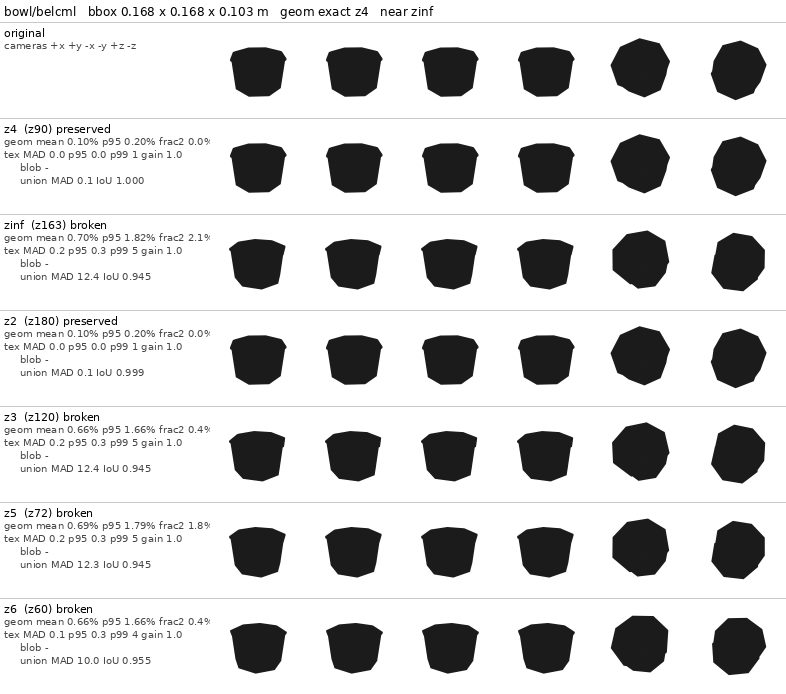 bowl/belcml   bbox 0.168 x 0.168 x 0.103 m   geom exact z4   near zinf
original
cameras +x +y -x -y +z -z
z4  (z90) preserved
geom mean 0.10% p95 0.20% frac2 0.0%
tex MAD 0.0 p95 0.0 p99 1 gain 1.0
blob -
union MAD 0.1 IoU 1.000
zinf  (z163) broken
geom mean 0.70% p95 1.82% frac2 2.1%
tex MAD 0.2 p95 0.3 p99 5 gain 1.0
blob -
union MAD 12.4 IoU 0.945
z2  (z180) preserved
geom mean 0.10% p95 0.20% frac2 0.0%
tex MAD 0.0 p95 0.0 p99 1 gain 1.0
blob -
union MAD 0.1 IoU 0.999
z3  (z120) broken
geom mean 0.66% p95 1.66% frac2 0.4%
tex MAD 0.2 p95 0.3 p99 5 gain 1.0
blob -
union MAD 12.4 IoU 0.945
z5  (z72) broken
geom mean 0.69% p95 1.79% frac2 1.8%
tex MAD 0.2 p95 0.3 p99 5 gain 1.0
blob -
union MAD 12.3 IoU 0.945
z6  (z60) broken
geom mean 0.66% p95 1.66% frac2 0.4%
tex MAD 0.1 p95 0.3 p99 4 gain 1.0
blob -
union MAD 10.0 IoU 0.955